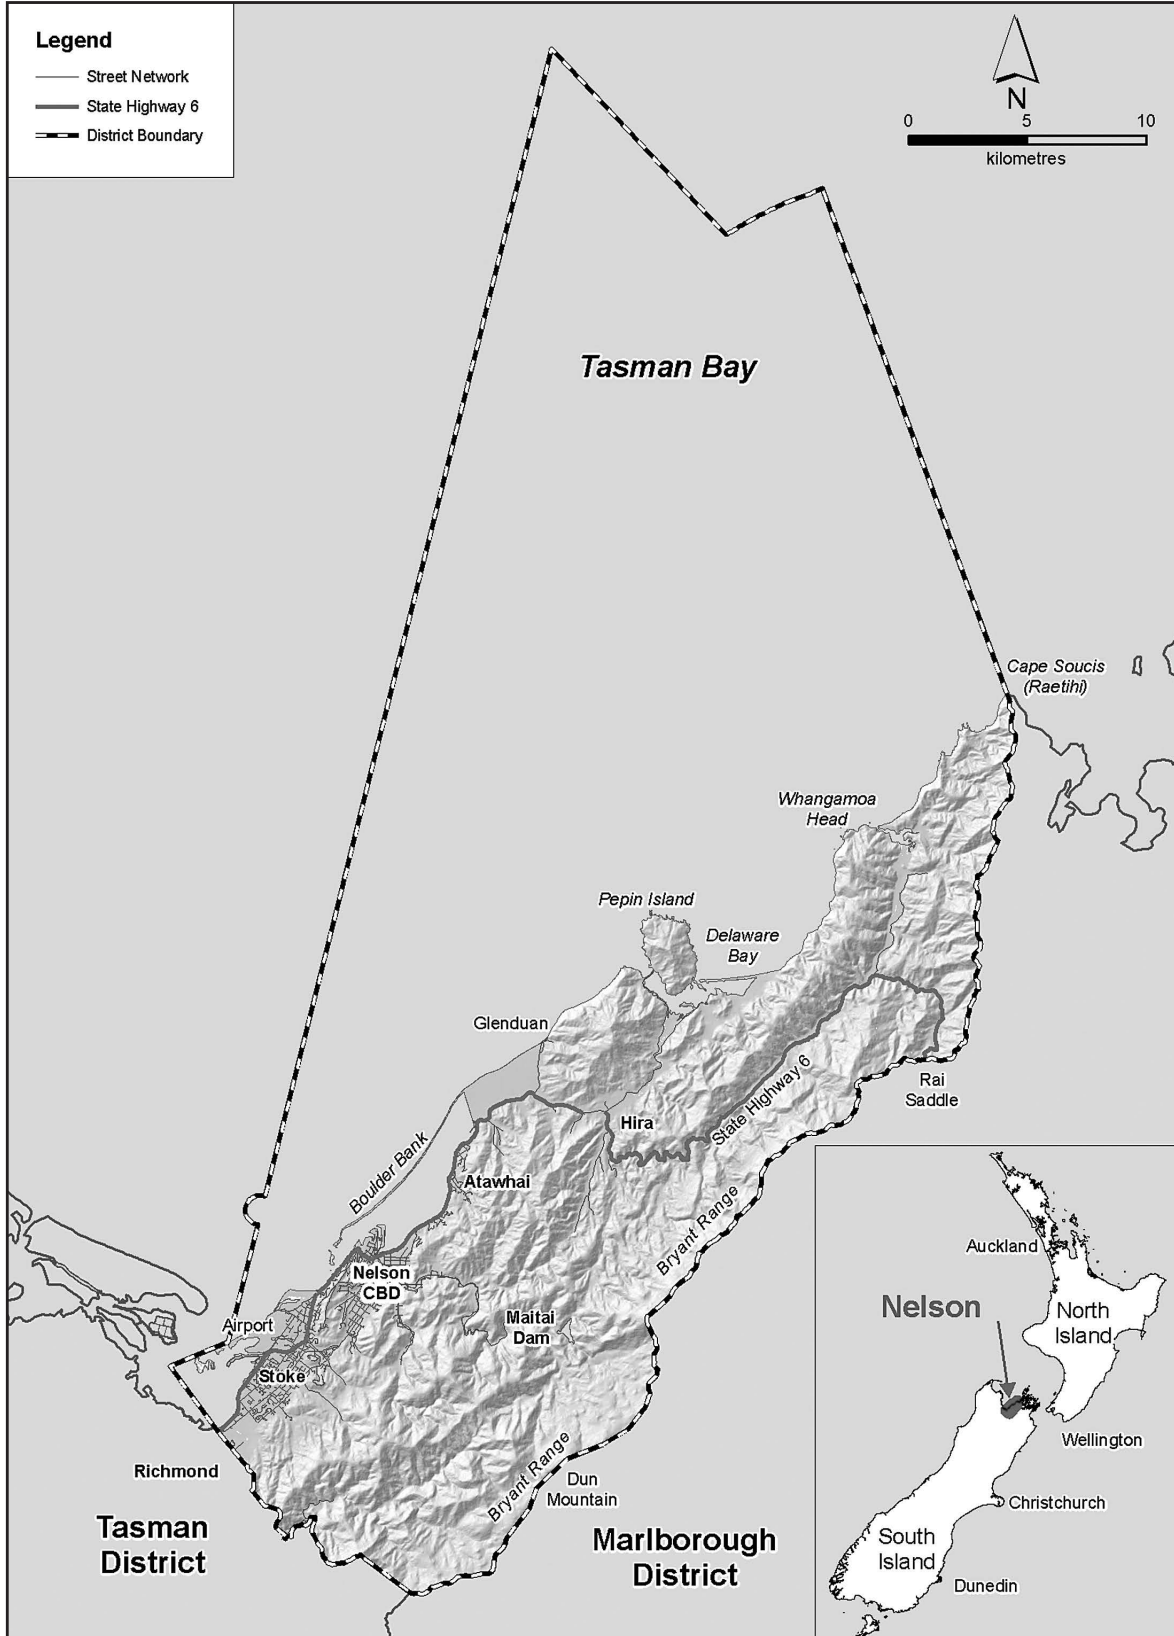 Legend
Street Network
State Highway 6
District Boundary
N
0 5 10
kilometres
Tasman Bay
Cape Soucis
(Raetihi)
Whangamoa
Head
Pepin Island
Delaware
Bay
Glenduan
State Highway 6
Rai
Saddle
Hira
Boulder Bank
Atawhai
Bryant Range
Nelson
CBD
Maitai
Dam
Airport
Stoke
Richmond
Bryant Range
Dun
Mountain
Tasman
District
Marlborough
District
Auckland
Nelson
North
Island
Wellington
Christchurch
South
Island
Dunedin